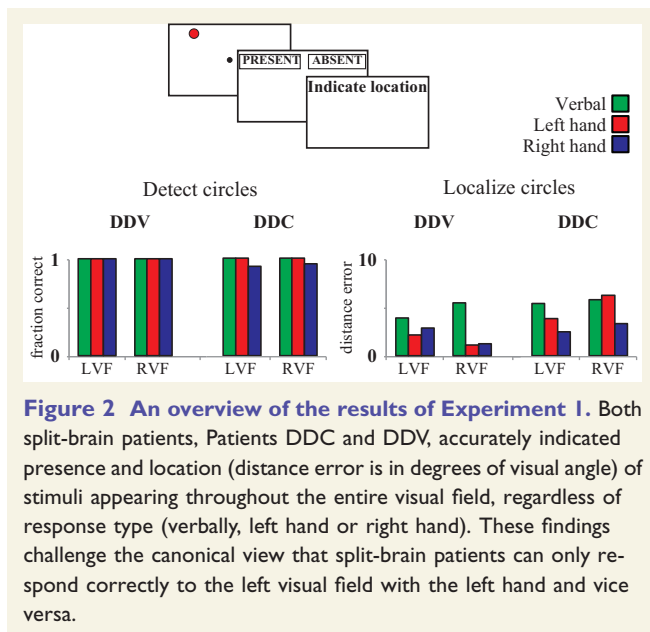 PRESENT ABSENT
Indicate location
Verbal
Left hand
Right hand
Detect circles Localize circles
DDV DDC DDV DDC
fraction correct 1 0
distance error 10 0
LVF RVF LVF RVF LVF RVF LVF RVF
Figure 2 An overview of the results of Experiment 1. Both
split-brain patients, Patients DDC and DDV, accurately indicated
presence and location (distance error is in degrees of visual angle) of
stimuli appearing throughout the entire visual field, regardless of
response type (verbally, left hand or right hand). These findings
challenge the canonical view that split-brain patients can only re-
spond correctly to the left visual field with the left hand and vice
versa.